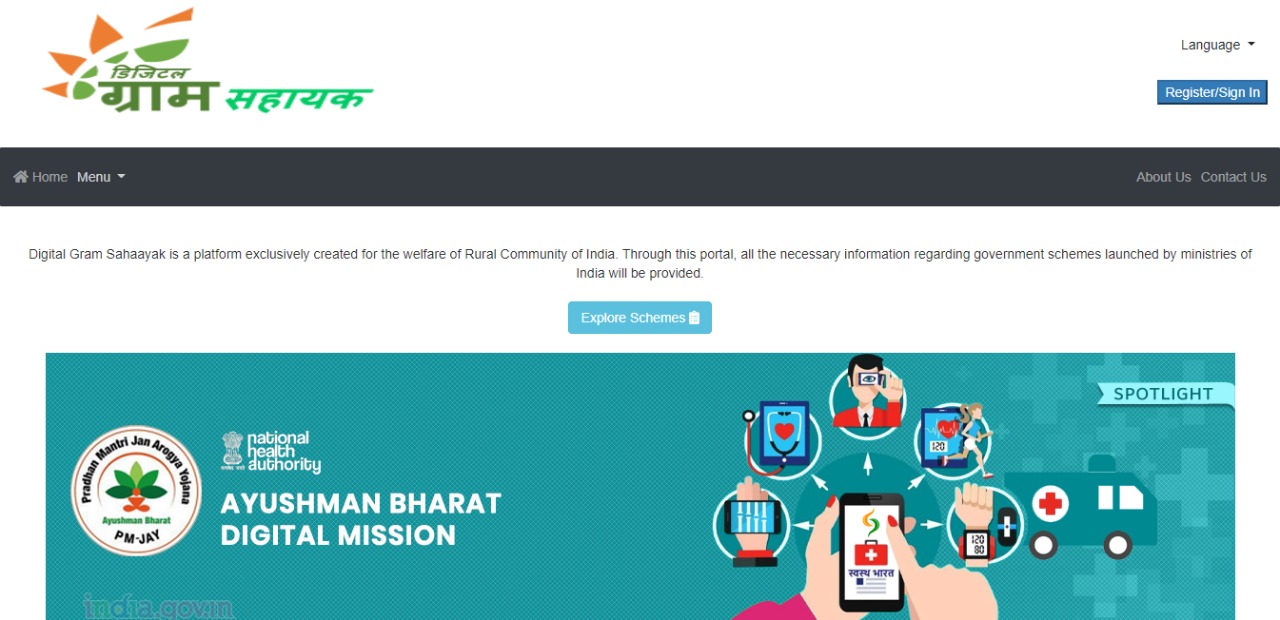 डिजिटल
ग्राम सहायक
Language
Register/Sign In
Home Menu
About Us Contact Us
Digital Gram Sahaayak is a platform exclusively created for the welfare of Rural Community of India. Through this portal, all the necessary information regarding government schemes launched by ministries of
India will be provided.
Explore Schemes
SPOTLIGHT
Pradhan Mantri Jan Arogya Yojana
Ayushman Bharat
PM-JAY
national
health
authority
AYUSHMAN BHARAT
DIGITAL MISSION
120
120
80
स्वस्थ भारत
india.gov.in